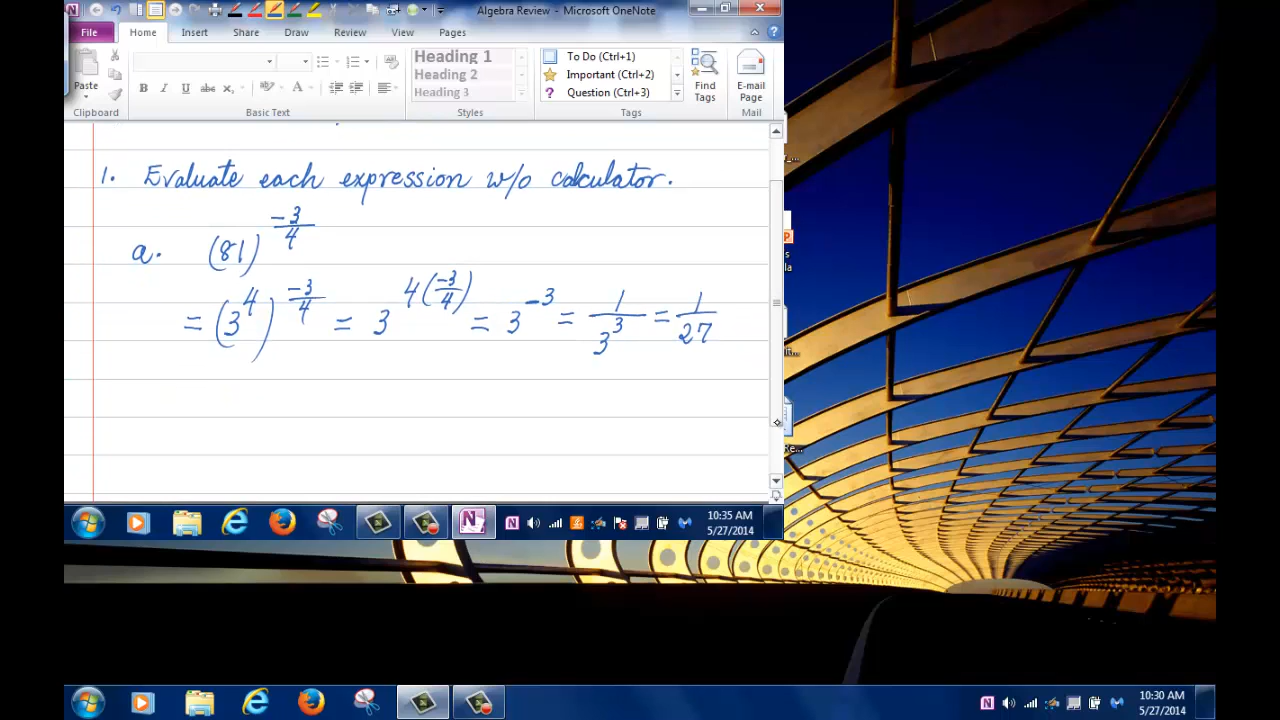 Algebra Review - Microsoft OneNote
File Home Insert Share Draw Review View Pages
Paste
Clipboard
B I U abc x₂ A
Basic Text
Heading 1
Heading 2
Heading 3
Styles
To Do (Ctrl+1)
Important (Ctrl+2)
Question (Ctrl+3)
Tags
Find Tags
E-mail Page
Mail
1. Evaluate each expression w/o calculator.
a. (81)^(-3/4)
= (3^4)^(-3/4) = 3^(4(-3/4)) = 3^(-3) = 1/3^3 = 1/27
10:35 AM
5/27/2014
10:30 AM
5/27/2014